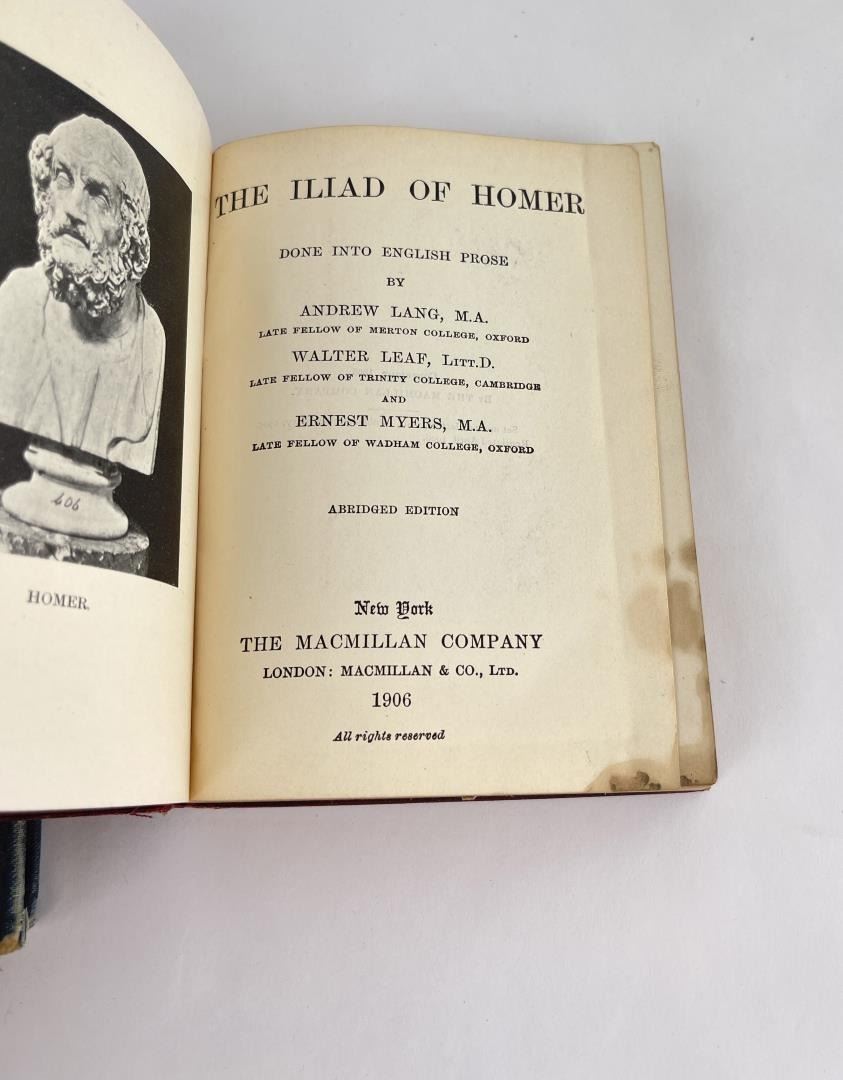 606
HOMER.
THE ILIAD OF HOMER
DONE INTO ENGLISH PROSE
BY
ANDREW LANG, M.A.
LATE FELLOW OF MERTON COLLEGE, OXFORD
WALTER LEAF, LITT.D.
LATE FELLOW OF TRINITY COLLEGE, CAMBRIDGE
AND
ERNEST MYERS, M.A.
LATE FELLOW OF WADHAM COLLEGE, OXFORD
ABRIDGED EDITION
New York
THE MACMILLAN COMPANY
LONDON: MACMILLAN & CO., LTD.
1906
All rights reserved